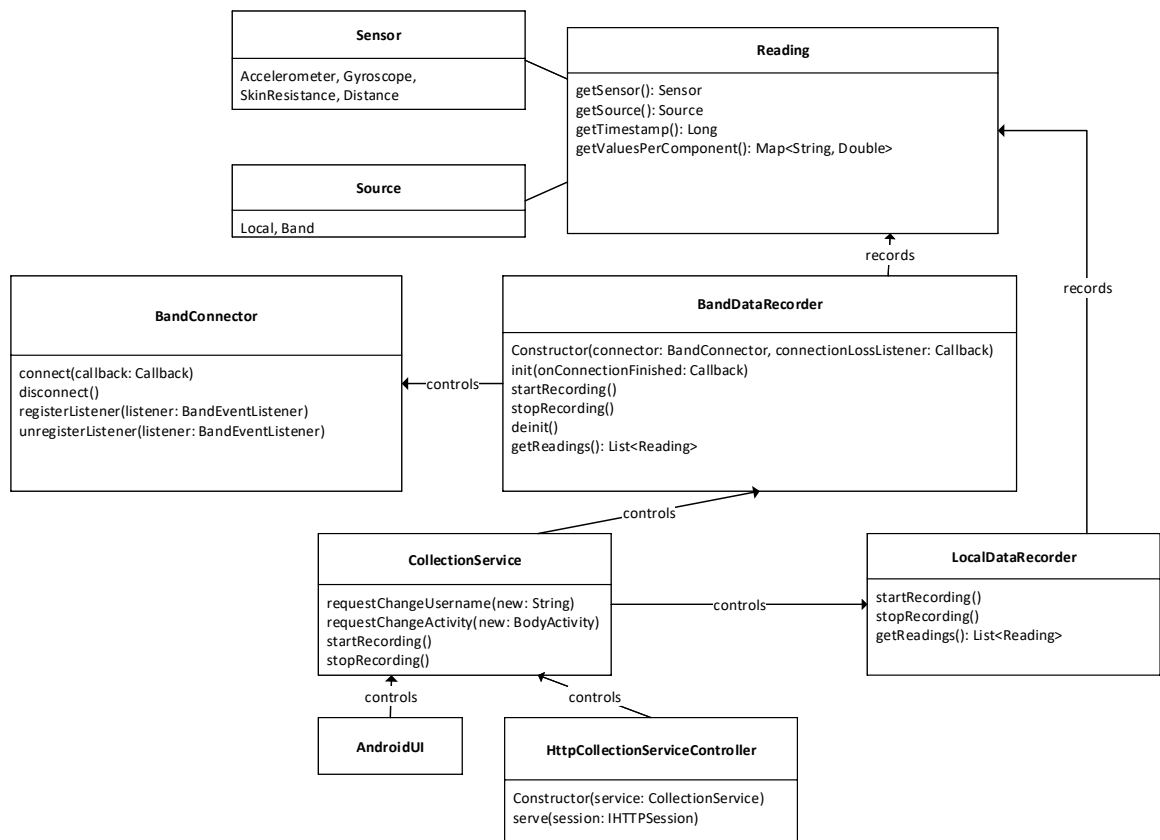 Sensor
Accelerometer, Gyroscope,
SkinResistance, Distance
Reading
getSensor(): Sensor
getSource(): Source
getTimestamp(): Long
getValuesPerComponent(): Map<String, Double>
Source
Local, Band
records
records
BandConnector
connect(callback: Callback)
disconnect()
registerListener(listener: BandEventListener)
unregisterListener(listener: BandEventListener)
controls
BandDataRecorder
Constructor(connector: BandConnector, connectionLossListener: Callback)
init(onConnectionFinished: Callback)
startRecording()
stopRecording()
deinit()
getReadings(): List<Reading>
controls
CollectionService
requestChangeUsername(new: String)
requestChangeActivity(new: BodyActivity)
startRecording()
stopRecording()
controls
LocalDataRecorder
startRecording()
stopRecording()
getReadings(): List<Reading>
controls
controls
AndroidUI
HttpCollectionServiceController
Constructor(service: CollectionService)
serve(session: IHTTPSession)